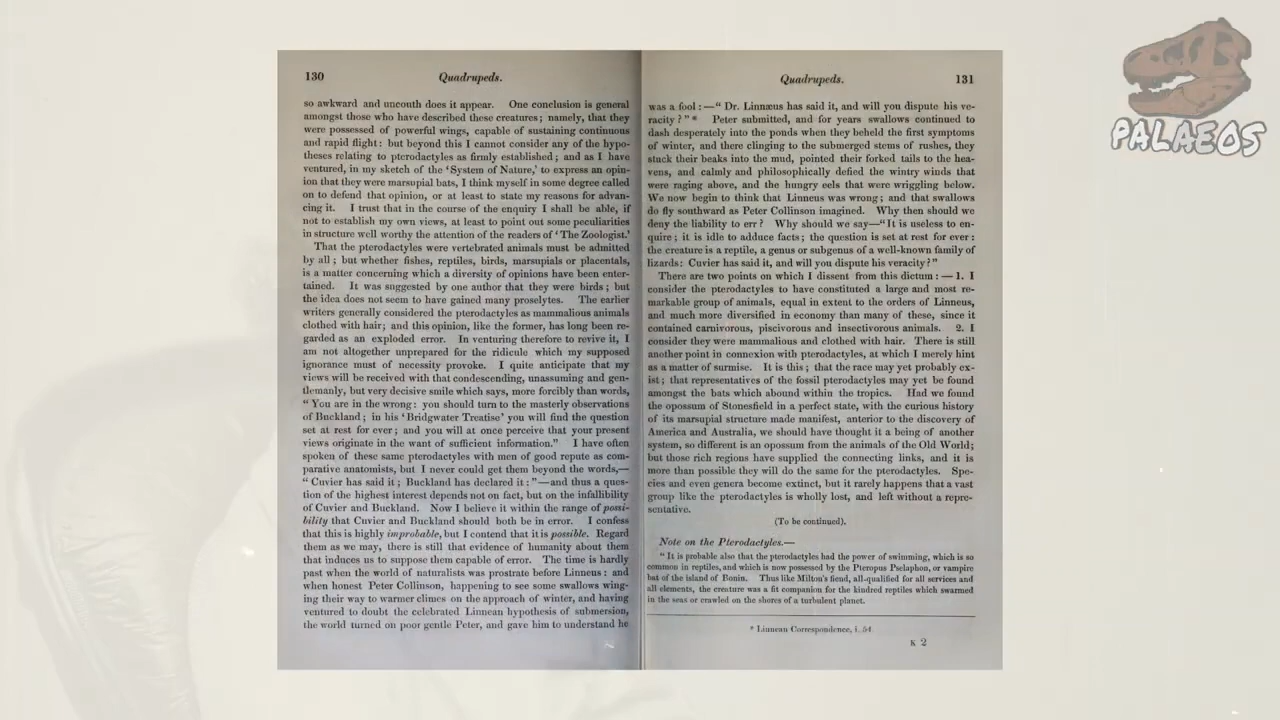 130
Quadrupeds.
so awkward and uncouth does it appear. One conclusion is general
amongst those who have described these creatures; namely, that they
were possessed of powerful wings, capable of sustaining continuous
and rapid flight: but beyond this I cannot consider any of the hypo-
theses relating to pterodactyles as firmly established; and as I have
ventured, in my sketch of the 'System of Nature,' to express an opin-
ion that they were marsupial bats, I think myself in some degree called
on to defend that opinion, or at least to state my reasons for advan-
cing it. I trust that in the course of the enquiry I shall be able, if
not to establish my own views, at least to point out some peculiarities
in structure well worthy the attention of the readers of 'The Zoologist.'
That the pterodactyles were vertebrated animals must be admitted
by all; but whether fishes, reptiles, birds, marsupials or placentals,
is a matter concerning which a diversity of opinions have been enter-
tained. It was suggested by one author that they were birds; but
the idea does not seem to have gained many proselytes. The earlier
writers generally considered the pterodactyles as mammalious animals
clothed with hair; and this opinion, like the former, has long been re-
garded as an exploded error. In venturing therefore to revive it, I
am not altogether unprepared for the ridicule which my supposed
ignorance must of necessity provoke. I quite anticipate that my
views will be received with that condescending, unassuming and gen-
tlemanly, but very decisive smile which says, more forcibly than words,
"You are in the wrong: you should turn to the masterly observations
of Buckland; in his 'Bridgwater Treatise' you will find the question
set at rest for ever; and you will at once perceive that your present
views originate in the want of sufficient information." I have often
spoken of these same pterodactyles with men of good repute as com-
parative anatomists, but I never could get them beyond the words,—
"Cuvier has said it; Buckland has declared it:"—and thus a ques-
tion of the highest interest depends not on fact, but on the infallibility
of Cuvier and Buckland. Now I believe it within the range of possi-
bility that Cuvier and Buckland should both be in error. I confess
that this is highly improbable, but I contend that it is possible. Regard
them as we may, there is still that evidence of humanity about them
that induces us to suppose them capable of error. The time is hardly
past when the world of naturalists was prostrate before Linneus: and
when honest Peter Collinson, happening to see some swallows wing-
ing their way to warmer climes on the approach of winter, and having
ventured to doubt the celebrated Linnean hypothesis of submersion,
the world turned on poor gentle Peter, and gave him to understand he
Quadrupeds.
131
was a fool:—"Dr. Linnæus has said it, and will you dispute his ve-
racity?"* Peter submitted, and for years swallows continued to
dash desperately into the ponds when they beheld the first symptoms
of winter, and there clinging to the submerged stems of rushes, they
stuck their beaks into the mud, pointed their forked tails to the hea-
vens, and calmly and philosophically defied the wintry winds that
were raging above, and the hungry eels that were wriggling below.
We now begin to think that Linneus was wrong; and that swallows
do fly southward as Peter Collinson imagined. Why then should we
deny the liability to err? Why should we say—"It is useless to en-
quire; it is idle to adduce facts; the question is set at rest for ever:
the creature is a reptile, a genus or subgenus of a well-known family of
lizards: Cuvier has said it, and will you dispute his veracity?"
There are two points on which I dissent from this dictum:—1. I
consider the pterodactyles to have constituted a large and most re-
markable group of animals, equal in extent to the orders of Linneus,
and much more diversified in economy than many of these, since it
contained carnivorous, piscivorous and insectivorous animals. 2. I
consider they were mammalious and clothed with hair. There is still
another point in connexion with pterodactyles, at which I merely hint
as a matter of surmise. It is this; that the race may yet probably ex-
ist; that representatives of the fossil pterodactyles may yet be found
amongst the bats which abound within the tropics. Had we found
the opossum of Stonesfield in a perfect state, with the curious history
of its marsupial structure made manifest, anterior to the discovery of
America and Australia, we should have thought it a being of another
system, so different is an opossum from the animals of the Old World;
but those rich regions have supplied the connecting links, and it is
more than possible they will do the same for the pterodactyles. Spe-
cies and even genera become extinct, but it rarely happens that a vast
group like the pterodactyles is wholly lost, and left without a repre-
sentative.
(To be continued).
Note on the Pterodactyles.—
"It is probable also that the pterodactyles had the power of swimming, which is so
common in reptiles, and which is now possessed by the Pteropus Pselaphon, or vampire
bat of the island of Bonin. Thus like Milton's fiend, all-qualified for all services and
all elements, the creature was a fit companion for the kindred reptiles which swarmed
in the seas or crawled on the shores of a turbulent planet.
* Linnean Correspondence, i. 54
K 2
PALAEOS